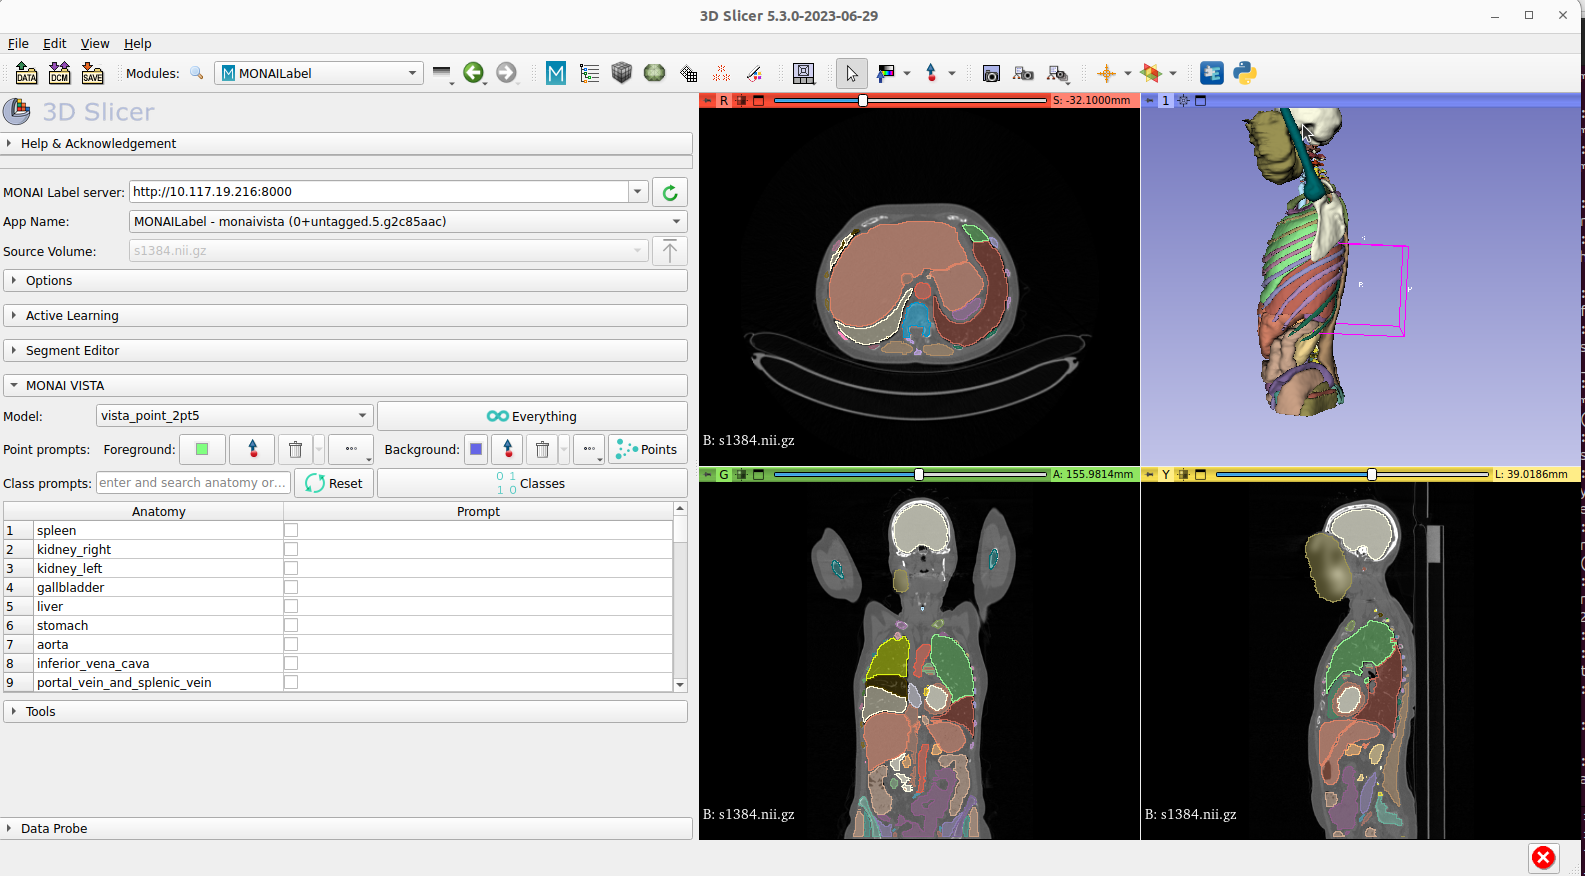 3D Slicer 5.3.0-2023-06-29
File Edit View Help
DATA DCM SAVE Modules: M MONAILabel M
3D Slicer
Help & Acknowledgement
MONAI Label server: http://10.117.19.216:8000
App Name: MONAILabel - monaivista (0+untagged.5.g2c85aac)
Source Volume: s1384.nii.gz
Options
Active Learning
Segment Editor
MONAI VISTA
Model: vista_point_2pt5 Everything
Point prompts: Foreground: ... Background: ... Points
Class prompts: enter and search anatomy or... Reset 0 1 1 0 Classes
Anatomy Prompt
1 spleen
2 kidney_right
3 kidney_left
4 gallbladder
5 liver
6 stomach
7 aorta
8 inferior_vena_cava
9 portal_vein_and_splenic_vein
Tools
Data Probe
R S: -32.1000mm
B: s1384.nii.gz
1
R
G A: 155.9814mm
B: s1384.nii.gz
Y L: 39.0186mm
B: s1384.nii.gz